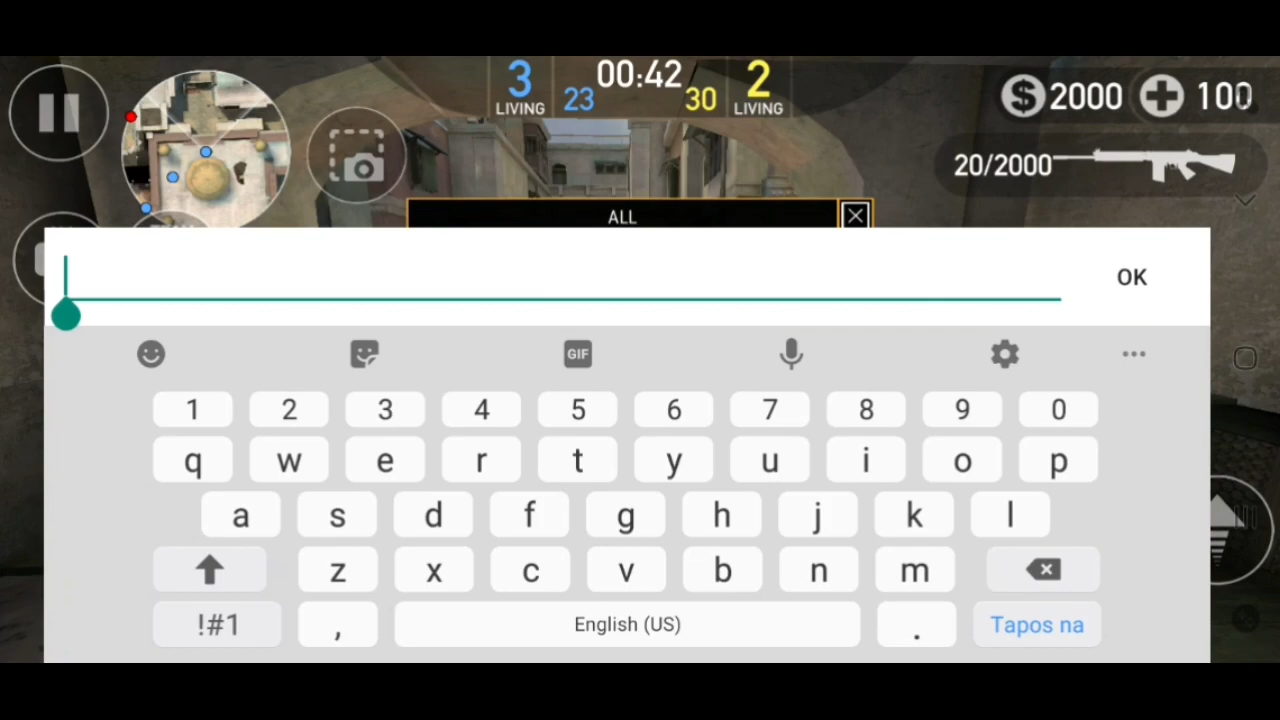 3 00:42 2
LIVING 23 30 LIVING
$ 2000 100
20/2000
ALL
OK
GIF
1 2 3 4 5 6 7 8 9 0
q w e r t y u i o p
a s d f g h j k l
z x c v b n m
!#1 , English (US) . Tapos na